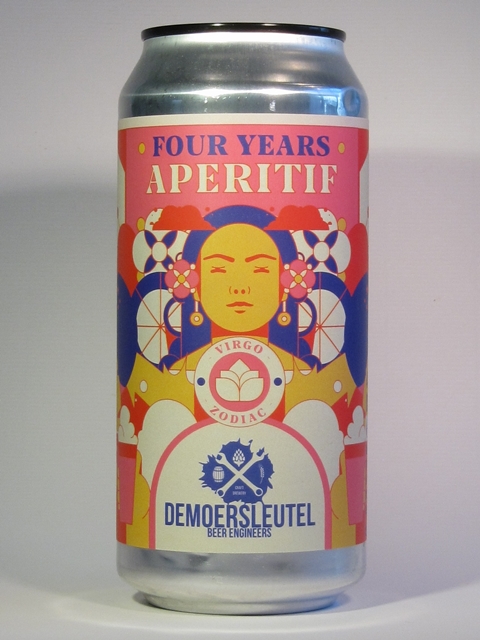 FOUR YEARS
APERITIF
VIRGO
ZODIAC
DEMOERSLEUTEL
BEER ENGINEERS